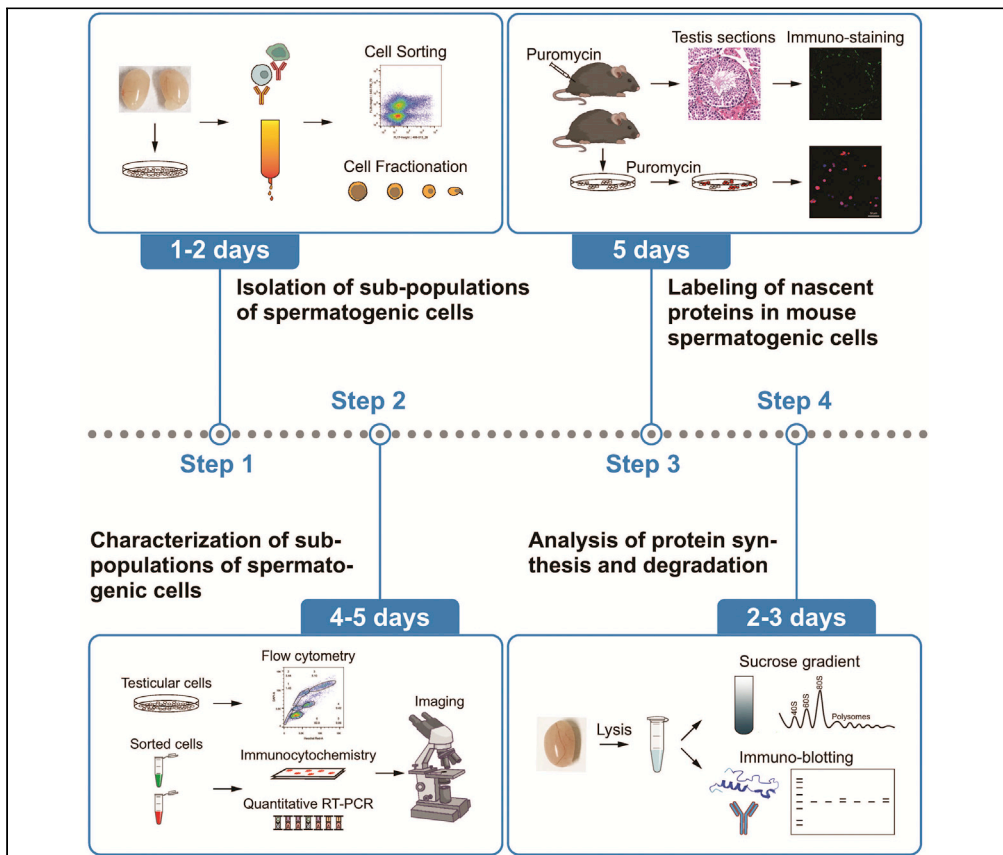 Cell Sorting
Cell Fractionation
1-2 days
Isolation of sub-populations
of spermatogenic cells
Puromycin
Testis sections
Immuno-staining
Puromycin
5 days
Labeling of nascent
proteins in mouse
spermatogenic cells
Step 1
Step 2
Step 3
Step 4
Characterization of sub-
populations of spermato-
genic cells
4-5 days
Testicular cells
Flow cytometry
Sorted cells
Immunocytochemistry
Quantitative RT-PCR
Imaging
Analysis of protein syn-
thesis and degradation
2-3 days
Lysis
Sucrose gradient
40S
60S
80S
Polysomes
Immuno-blotting